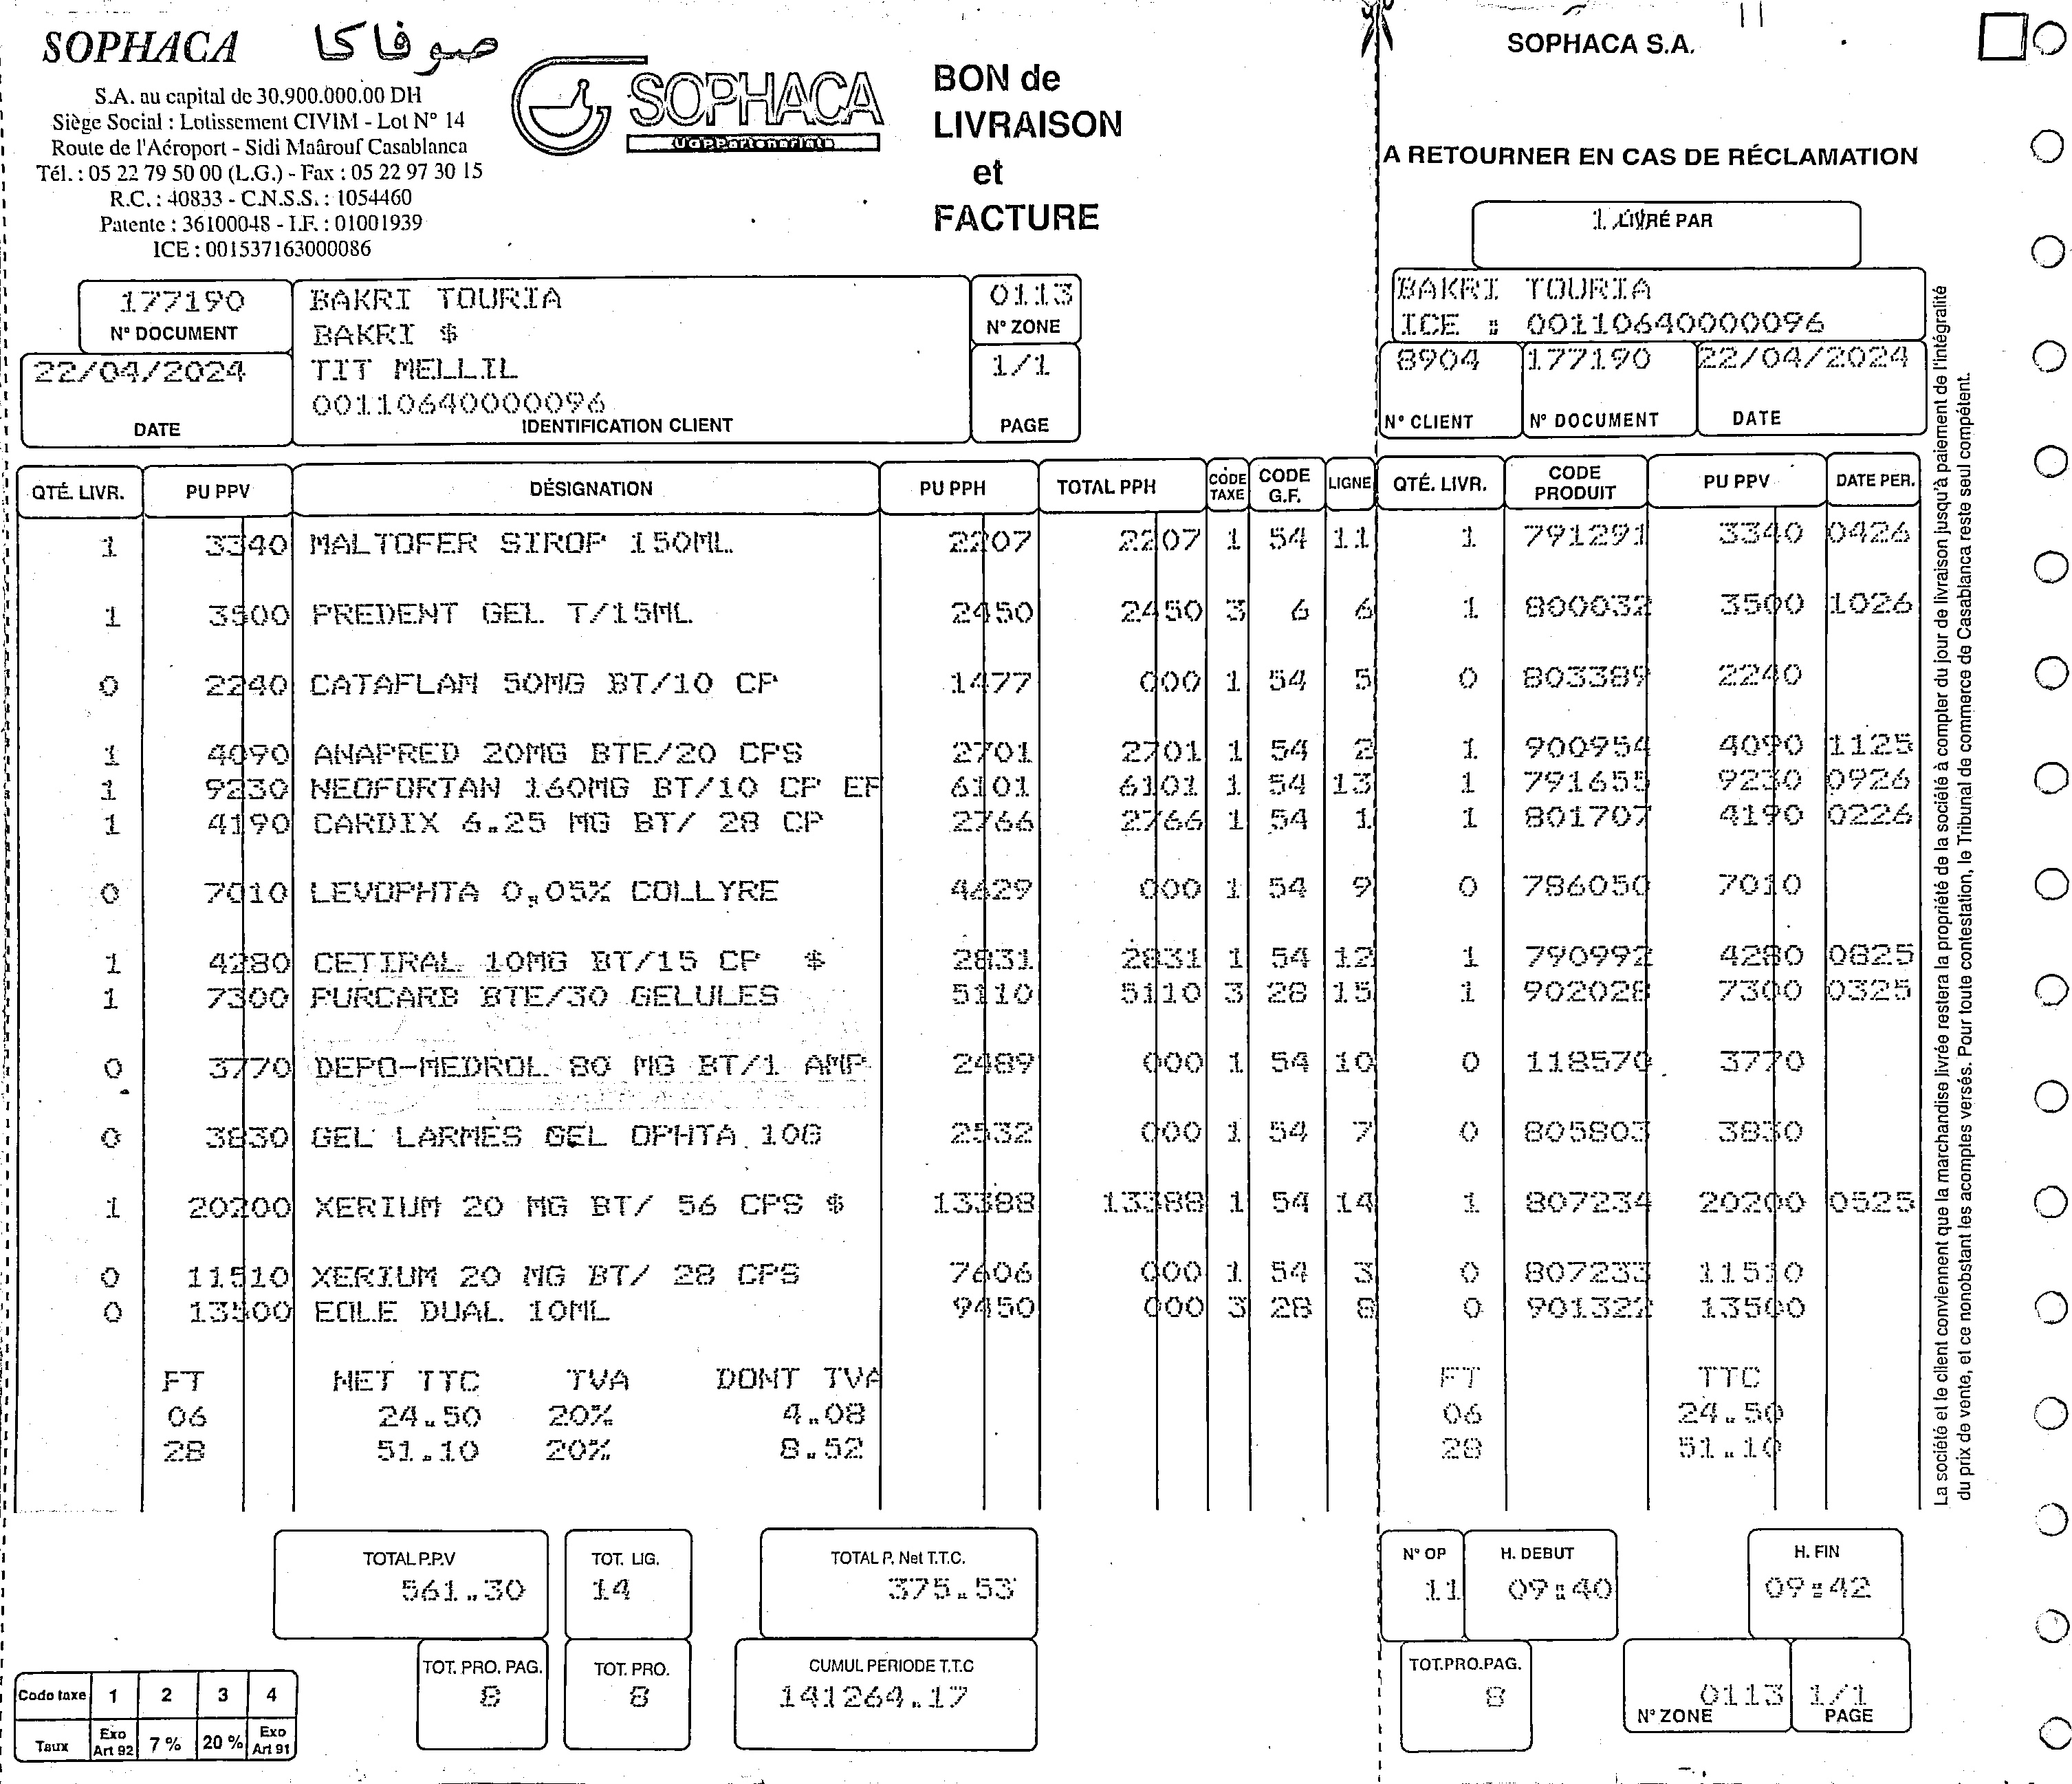 SOPHACA صوفاكا
S.A. au capital de 30.900.000.00 DH
Siège Social : Lotissement CIVIM - Lot N° 14
Route de l'Aéroport - Sidi Maârouf Casablanca
Tél. : 05 22 79 50 00 (L.G.) - Fax : 05 22 97 30 15
R.C. : 40833 - C.N.S.S. : 1054460
Patente : 36100048 - I.F. : 01001939
ICE : 001537163000086
SOPHACA
UGPPartenariats
BON de
LIVRAISON
et
FACTURE
SOPHACA S.A.
A RETOURNER EN CAS DE RÉCLAMATION
LIVRÉ PAR
177190
N° DOCUMENT
22/04/2024
DATE
BAKRI TOURIA
BAKRI $
TIT MELLIL
00110640000096
IDENTIFICATION CLIENT
0113
N° ZONE
1/1
PAGE
BAKRI TOURIA
ICE : 00110640000096
8904 177190 22/04/2024
N° CLIENT N° DOCUMENT DATE
QTÉ. LIVR. PU PPV DÉSIGNATION PU PPH TOTAL PPH CODE TAXE CODE G.F. LIGNE QTÉ. LIVR. CODE PRODUIT PU PPV DATE PER.
1 3340 MALTOFER SIROP 150ML 2207 2207 1 54 11 1 791291 3340 0426
1 3500 PREDENT GEL T/15ML 2450 2450 3 6 6 1 800032 3500 1026
0 2240 CATAFLAM 50MG BT/10 CP 1477 000 1 54 5 0 803389 2240
1 4090 ANAPRED 20MG BTE/20 CPS 2701 2701 1 54 2 1 900954 4090 1125
1 9230 NEOFORTAN 160MG BT/10 CP EF 6101 6101 1 54 13 1 791655 9230 0926
1 4190 CARDIX 6.25 MG BT/ 28 CP 2766 2766 1 54 1 1 801707 4190 0226
0 7010 LEVOPHTA 0.05% COLLYRE 4629 000 1 54 9 0 786050 7010
1 4280 CETIRAL 10MG BT/15 CP $ 2831 2831 1 54 12 1 790992 4280 0825
1 7300 PURCARB BTE/30 GELULES 5110 5110 3 28 15 1 902028 7300 0325
0 3770 DEPO-MEDROL 80 MG BT/1 AMP 2489 000 1 54 10 0 118570 3770
0 3830 GEL LARMES GEL OPHTA 10G 2532 000 1 54 7 0 805803 3830
1 20200 XERIUM 20 MG BT/ 56 CPS $ 13388 13388 1 54 14 1 807234 20200 0525
0 11510 XERIUM 20 MG BT/ 28 CPS 7606 000 1 54 3 0 807233 11510
0 13500 EOLE DUAL 10ML 9450 000 3 28 8 0 901322 13500
FT NET TTC TVA DONT TVA FT TTC
06 24.50 20% 4.08 06 24.50
28 51.10 20% 8.52 28 51.10
La société et le client conviennent que la marchandise livrée restera la propriété de la société à compter du jour de livraison jusqu'à paiement de l'intégralité
du prix de vente, et ce nonobstant les acomptes versés. Pour toute contestation, le Tribunal de commerce de Casablanca reste seul compétent.
TOTAL P.P.V TOT. LIG. TOTAL P. Net T.T.C. N° OP H. DEBUT H. FIN
561.30 14 375.53 11 09:40 09:42
TOT. PRO. PAG. TOT. PRO. CUMUL PERIODE T.T.C TOT.PRO.PAG.
8 8 141264.17 8 0113 1/1
N° ZONE PAGE
Code taxe 1 2 3 4
Taux Exo Art 92 7 % 20 % Exo Art 91